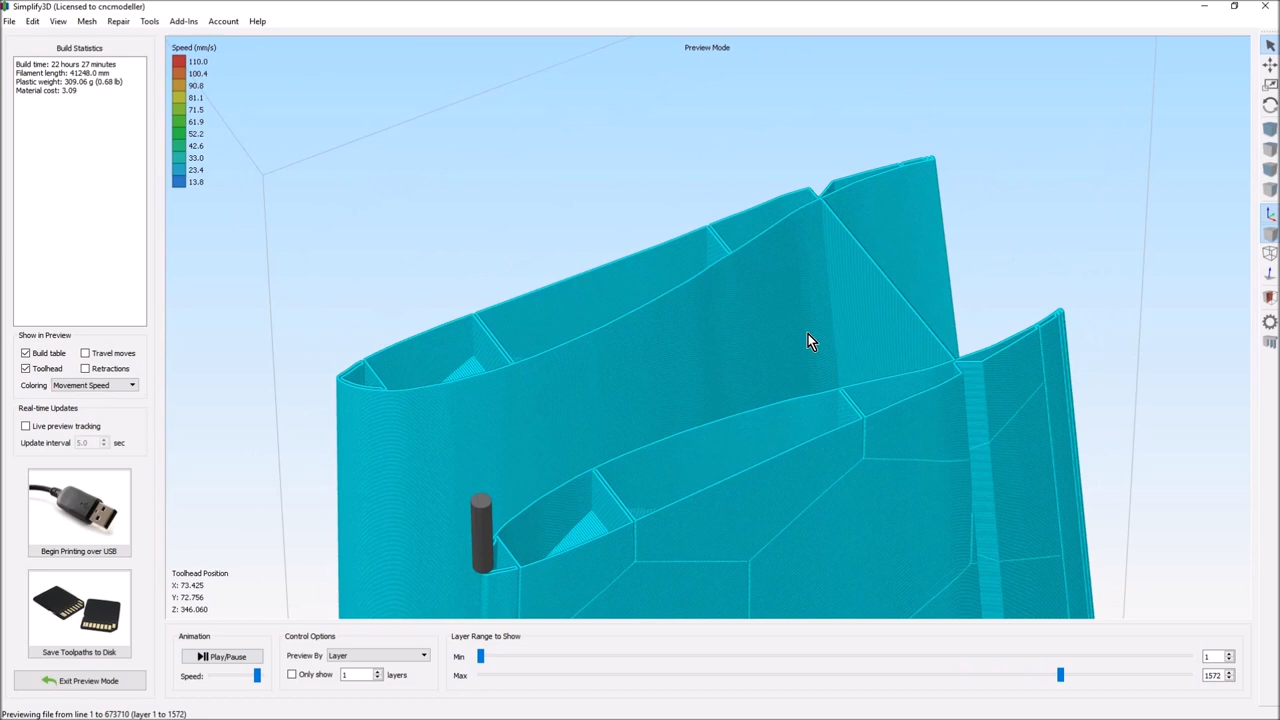 Simplify3D (Licensed to cncmodeller)
File Edit View Mesh Repair Tools Add-Ins Account Help
Build Statistics
Build time: 22 hours 27 minutes
Filament length: 41248.0 mm
Plastic weight: 309.06 g (0.68 lb)
Material cost: 3.09
Show in Preview
Build table
Travel moves
Toolhead
Retractions
Coloring Movement Speed
Real-time Updates
Live preview tracking
Update interval 5.0 sec
Begin Printing over USB
Save Toolpaths to Disk
Exit Preview Mode
Speed (mm/s)
110.0
100.4
90.8
81.1
71.5
61.9
52.2
42.6
33.0
23.4
13.8
Preview Mode
Toolhead Position
X: 73.425
Y: 72.756
Z: 346.060
Animation
Play/Pause
Speed:
Control Options
Preview By Layer
Only show 1 layers
Layer Range to Show
Min 1
Max 1572
Previewing file from line 1 to 673710 (layer 1 to 1572)